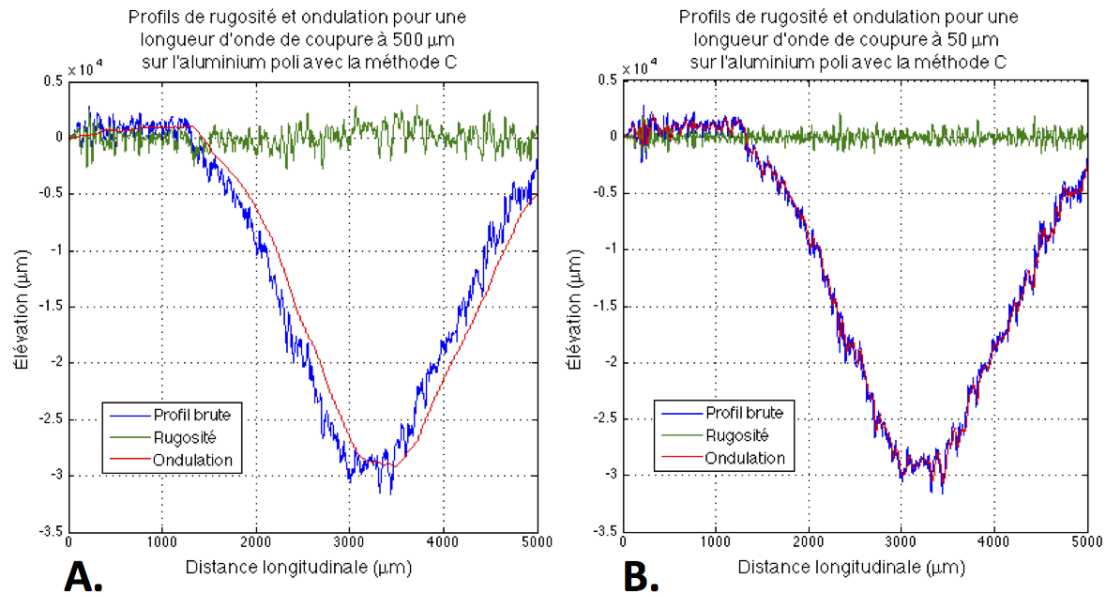 Profils de rugosité et ondulation pour une
longueur d'onde de coupure à 500 µm
sur l'aluminium poli avec la méthode C
x 10⁴
0.5
0
-0.5
-1
-1.5
-2
-2.5
-3
-3.5
Élévation (µm)
Profil brute
Rugosité
Ondulation
0 1000 2000 3000 4000 5000
Distance longitudinale (µm)
A.
Profils de rugosité et ondulation pour une
longueur d'onde de coupure à 50 µm
sur l'aluminium poli avec la méthode C
x 10⁴
0.5
0
-0.5
-1
-1.5
-2
-2.5
-3
-3.5
Élévation (µm)
Profil brute
Rugosité
Ondulation
0 1000 2000 3000 4000 5000
Distance longitudinale (µm)
B.